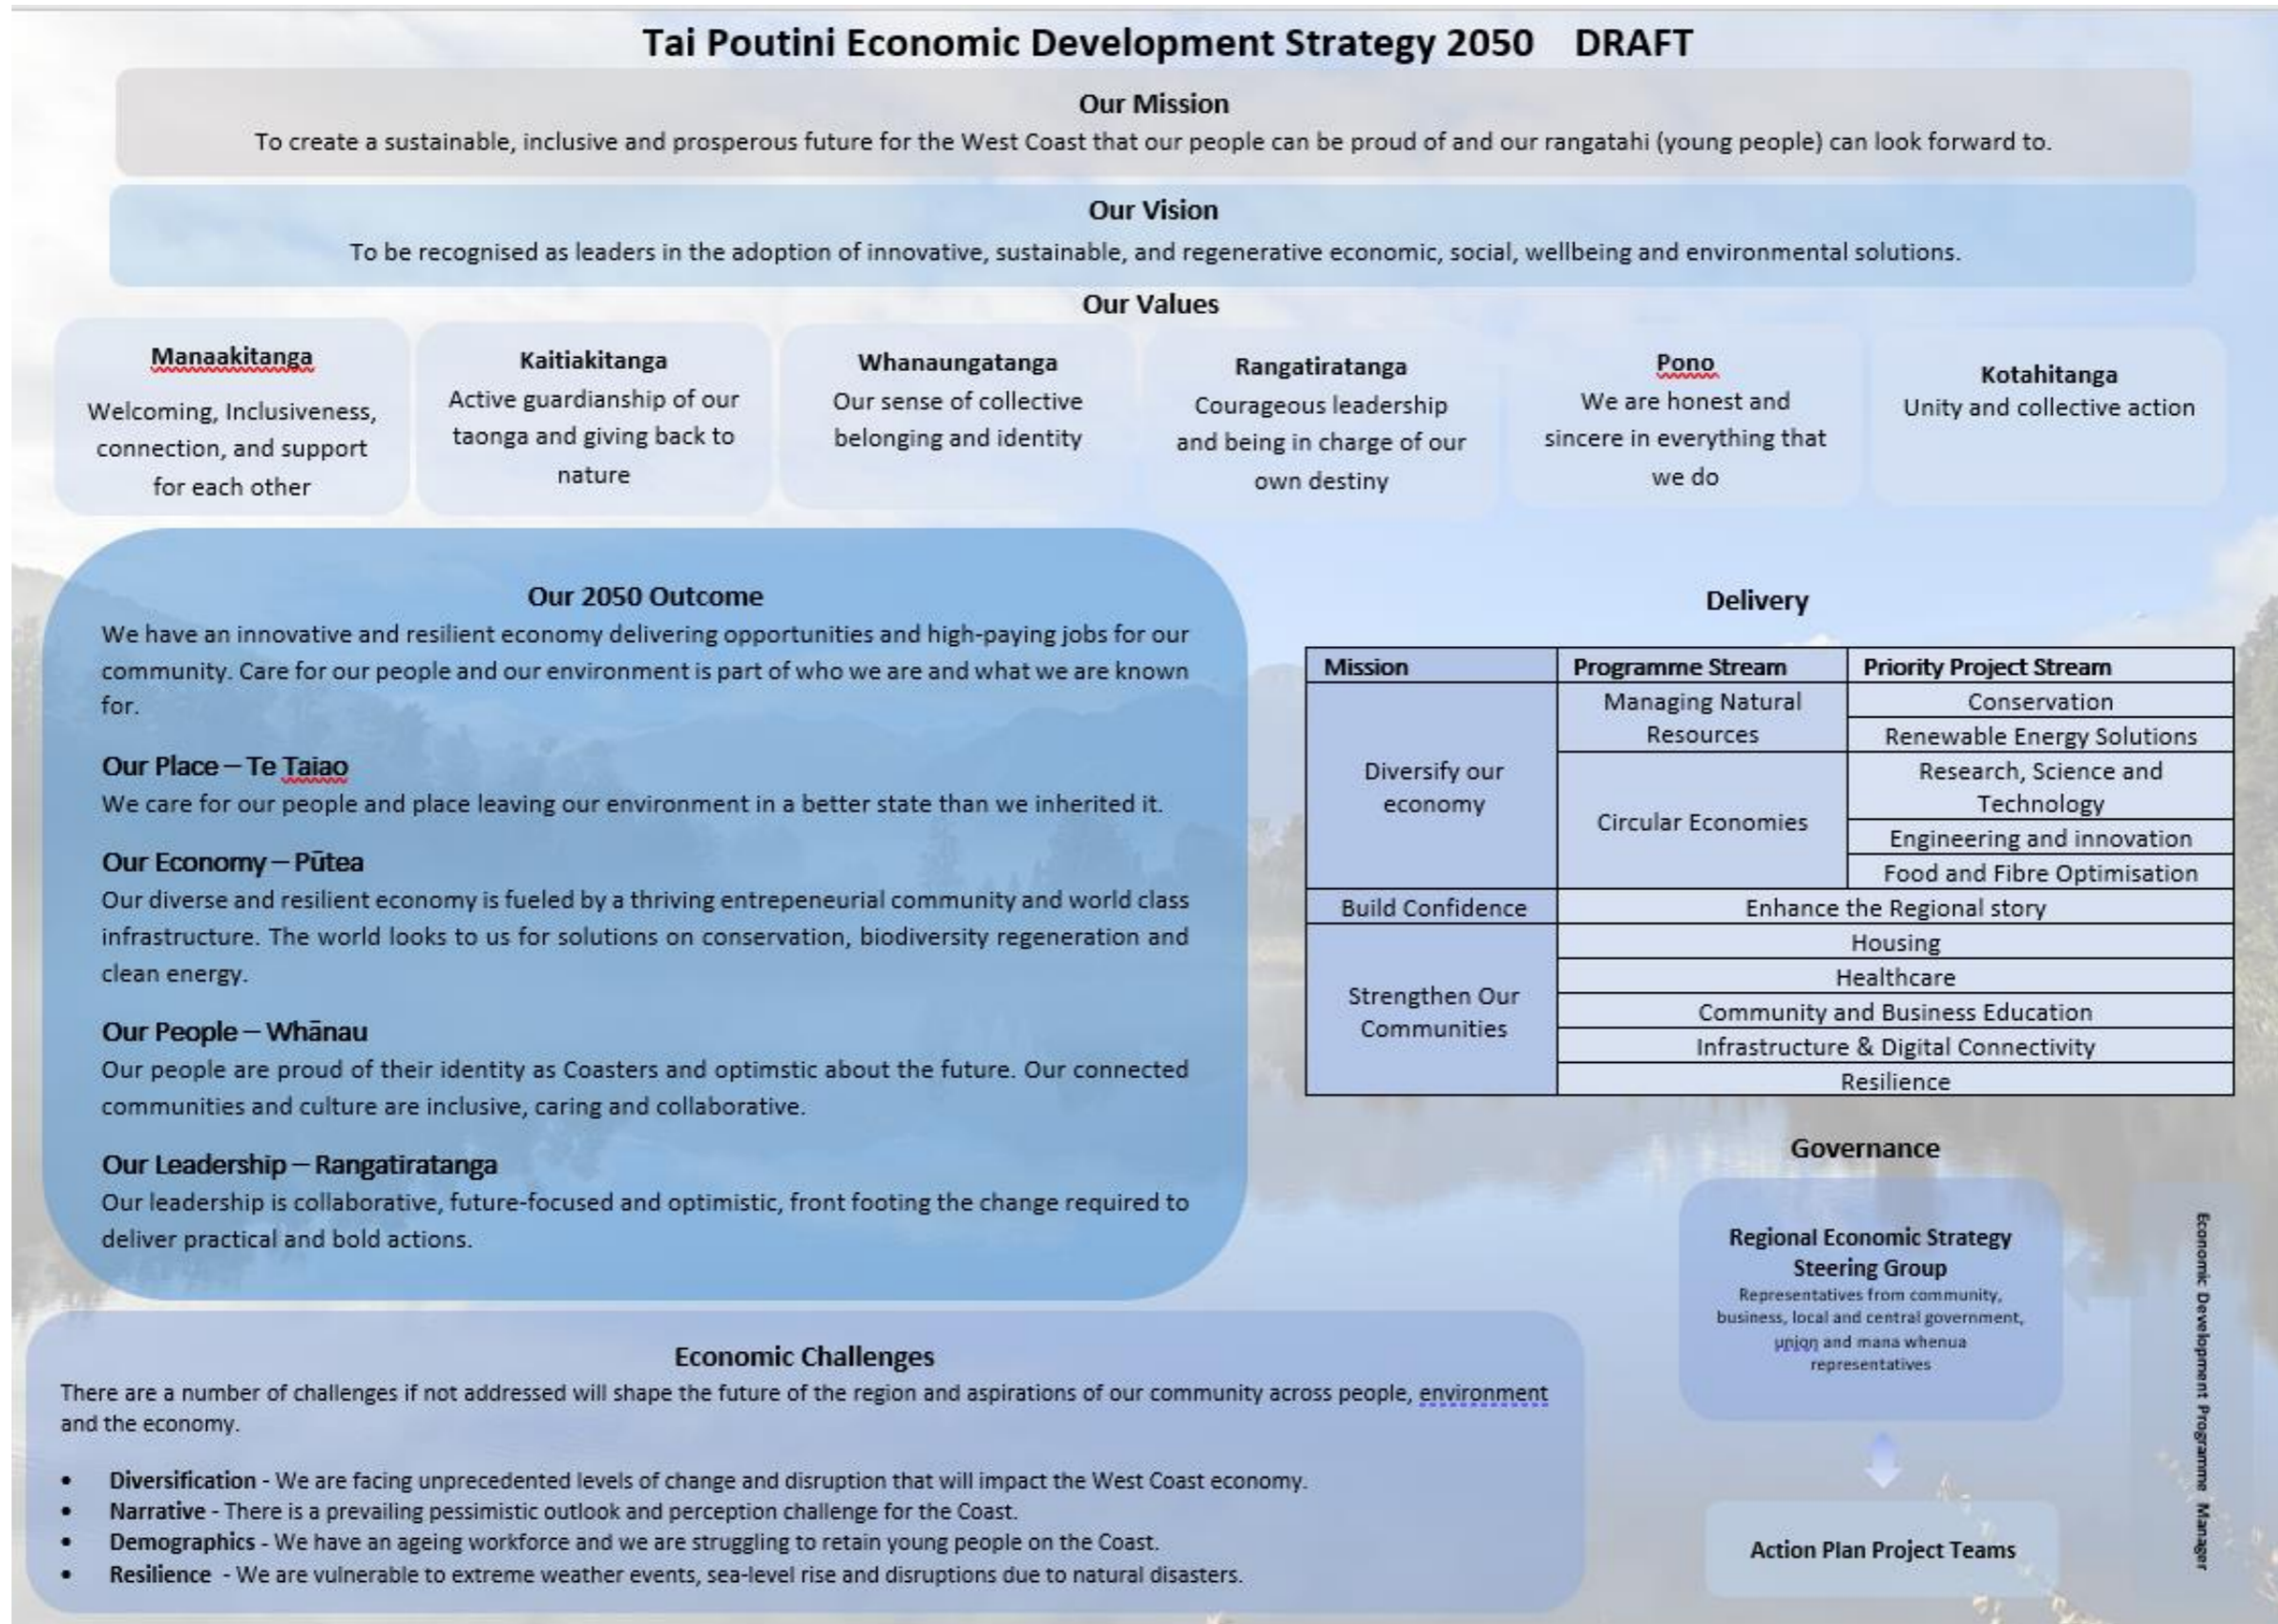 Tai Poutini Economic Development Strategy 2050 DRAFT
Our Mission
To create a sustainable, inclusive and prosperous future for the West Coast that our people can be proud of and our rangatahi (young people) can look forward to.
Our Vision
To be recognised as leaders in the adoption of innovative, sustainable, and regenerative economic, social, wellbeing and environmental solutions.
Our Values
Manaakitanga
Welcoming, Inclusiveness,
connection, and support
for each other
Kaitiakitanga
Active guardianship of our
taonga and giving back to
nature
Whanaungatanga
Our sense of collective
belonging and identity
Rangatiratanga
Courageous leadership
and being in charge of our
own destiny
Pono
We are honest and
sincere in everything that
we do
Kotahitanga
Unity and collective action
Our 2050 Outcome
We have an innovative and resilient economy delivering opportunities and high-paying jobs for our
community. Care for our people and our environment is part of who we are and what we are known
for.
Our Place – Te Taiao
We care for our people and place leaving our environment in a better state than we inherited it.
Our Economy – Pūtea
Our diverse and resilient economy is fueled by a thriving entrepeneurial community and world class
infrastructure. The world looks to us for solutions on conservation, biodiversity regeneration and
clean energy.
Our People – Whānau
Our people are proud of their identity as Coasters and optimstic about the future. Our connected
communities and culture are inclusive, caring and collaborative.
Our Leadership – Rangatiratanga
Our leadership is collaborative, future-focused and optimistic, front footing the change required to
deliver practical and bold actions.
Delivery
Mission Programme Stream Priority Project Stream
Diversify our
economy
Managing Natural
Resources
Conservation
Renewable Energy Solutions
Circular Economies
Research, Science and
Technology
Engineering and innovation
Food and Fibre Optimisation
Build Confidence
Enhance the Regional story
Strengthen Our
Communities
Housing
Healthcare
Community and Business Education
Infrastructure & Digital Connectivity
Resilience
Governance
Regional Economic Strategy
Steering Group
Representatives from community,
business, local and central government,
union and mana whenua
representatives
Action Plan Project Teams
Economic Development Programme Manager
Economic Challenges
There are a number of challenges if not addressed will shape the future of the region and aspirations of our community across people, environment
and the economy.
• Diversification - We are facing unprecedented levels of change and disruption that will impact the West Coast economy.
• Narrative - There is a prevailing pessimistic outlook and perception challenge for the Coast.
• Demographics - We have an ageing workforce and we are struggling to retain young people on the Coast.
• Resilience - We are vulnerable to extreme weather events, sea-level rise and disruptions due to natural disasters.